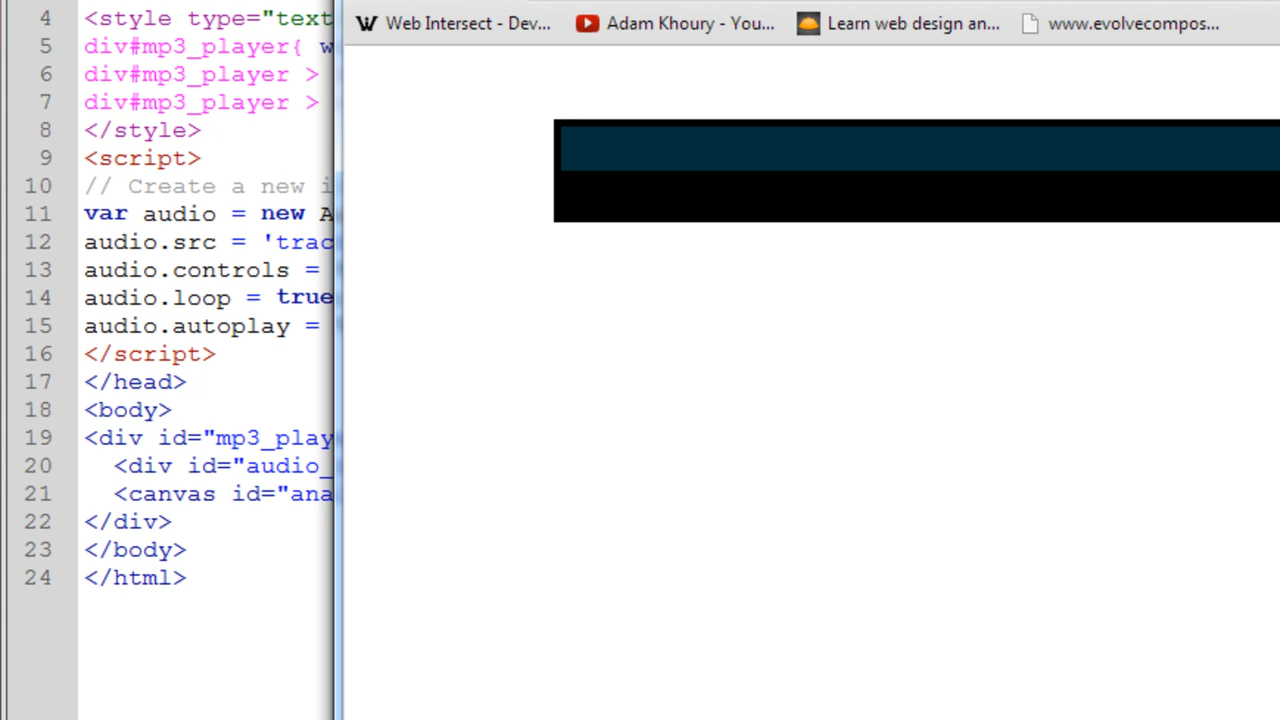 Web Intersect - Dev...
Adam Khoury - You...
Learn web design an...
www.evolvecompos...
4 <style type="text
5 div#mp3_player{ w
6 div#mp3_player >
7 div#mp3_player >
8 </style>
9 <script>
10 // Create a new i
11 var audio = new A
12 audio.src = 'trac
13 audio.controls =
14 audio.loop = true
15 audio.autoplay =
16 </script>
17 </head>
18 <body>
19 <div id="mp3_play
20 <div id="audio_
21 <canvas id="ana
22 </div>
23 </body>
24 </html>